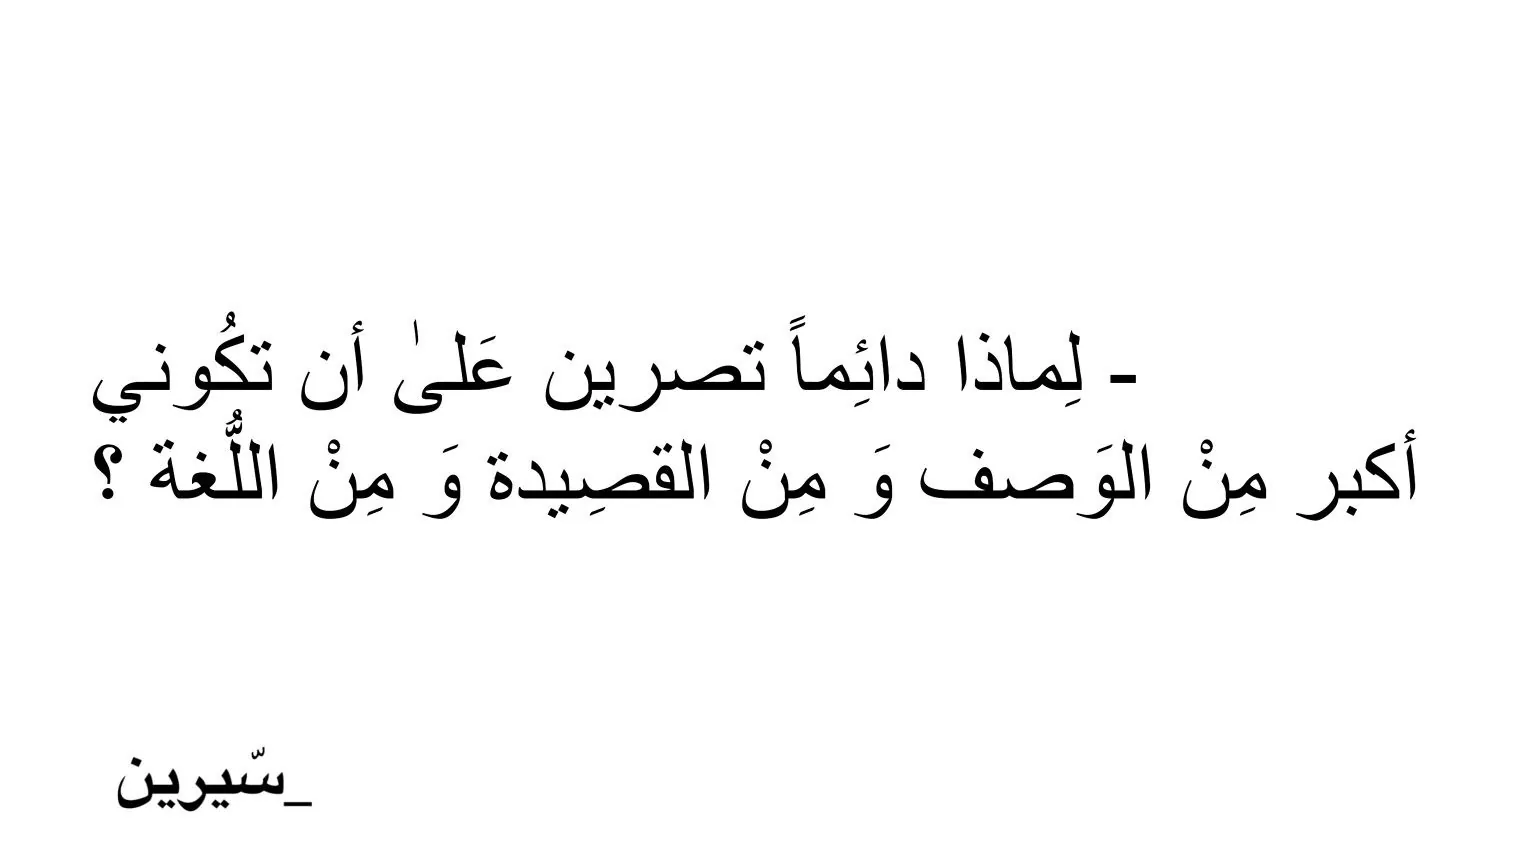 - لِماذا دائِماً تصرين عَلىٰ أن تكُوني
أكبر مِنْ الوَصف وَ مِنْ القصِيدة وَ مِنْ اللُّغة ؟
_سّيرين